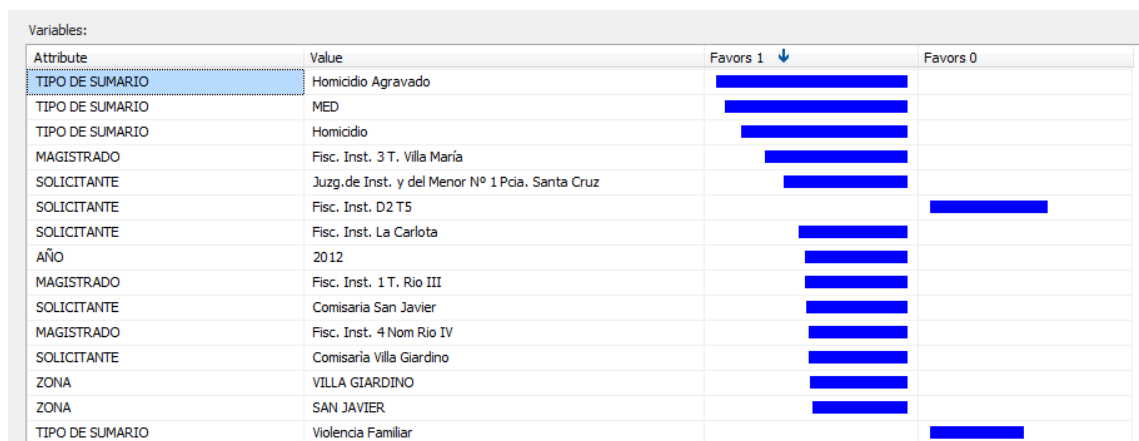 Variables:
Attribute Value Favors 1 Favors 0
TIPO DE SUMARIO Homicidio Agravado
TIPO DE SUMARIO MED
TIPO DE SUMARIO Homicidio
MAGISTRADO Fisc. Inst. 3 T. Villa María
SOLICITANTE Juzg.de Inst. y del Menor Nº 1 Pcia. Santa Cruz
SOLICITANTE Fisc. Inst. D2 T5
SOLICITANTE Fisc. Inst. La Carlota
AÑO 2012
MAGISTRADO Fisc. Inst. 1 T. Rio III
SOLICITANTE Comisaria San Javier
MAGISTRADO Fisc. Inst. 4 Nom Rio IV
SOLICITANTE Comisarìa Villa Giardino
ZONA VILLA GIARDINO
ZONA SAN JAVIER
TIPO DE SUMARIO Violencia Familiar